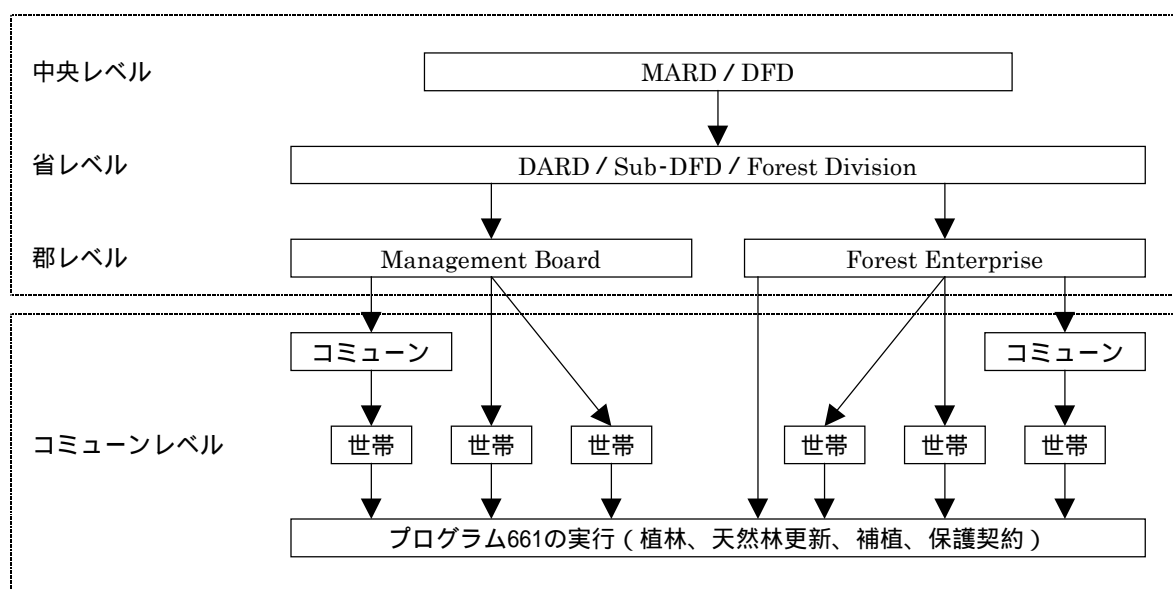 中央レベル
MARD / DFD
省レベル
DARD / Sub-DFD / Forest Division
郡レベル
Management Board
Forest Enterprise
コミューン
コミューン
コミューンレベル
世帯
世帯
世帯
世帯
世帯
世帯
プログラム661の実行(植林、天然林更新、補植、保護契約)